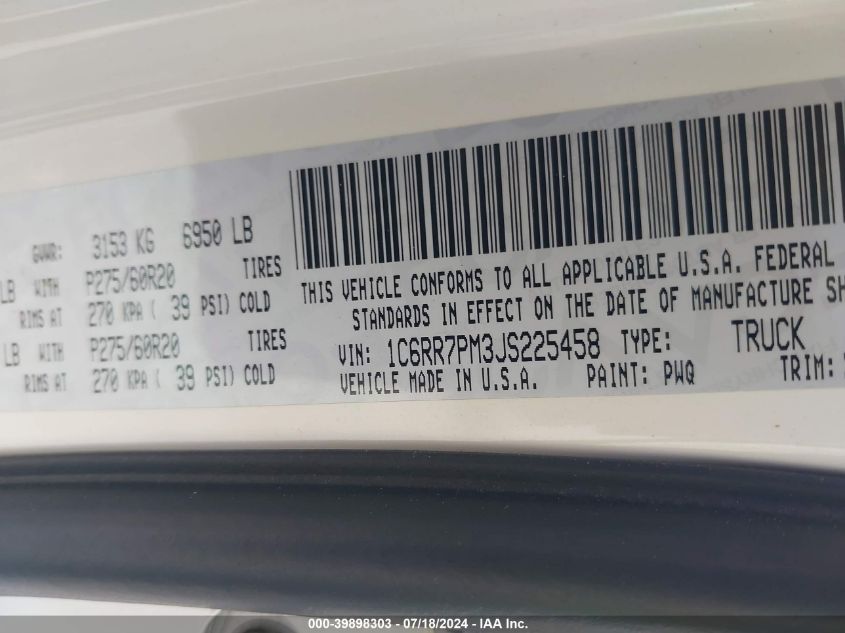 GVWR: 3153 KG 6950 LB
LB WITH P275/60R20 TIRES
RIMS AT 270 KPA ( 39 PSI) COLD
LB WITH P275/60R20 TIRES
RIMS AT 270 KPA ( 39 PSI) COLD
THIS VEHICLE CONFORMS TO ALL APPLICABLE U.S.A. FEDERAL
STANDARDS IN EFFECT ON THE DATE OF MANUFACTURE SH
VIN: 1C6RR7PM3JS225458 TYPE: TRUCK
VEHICLE MADE IN U.S.A. PAINT: PWQ TRIM:
000-39898303 - 07/18/2024 - IAA Inc.